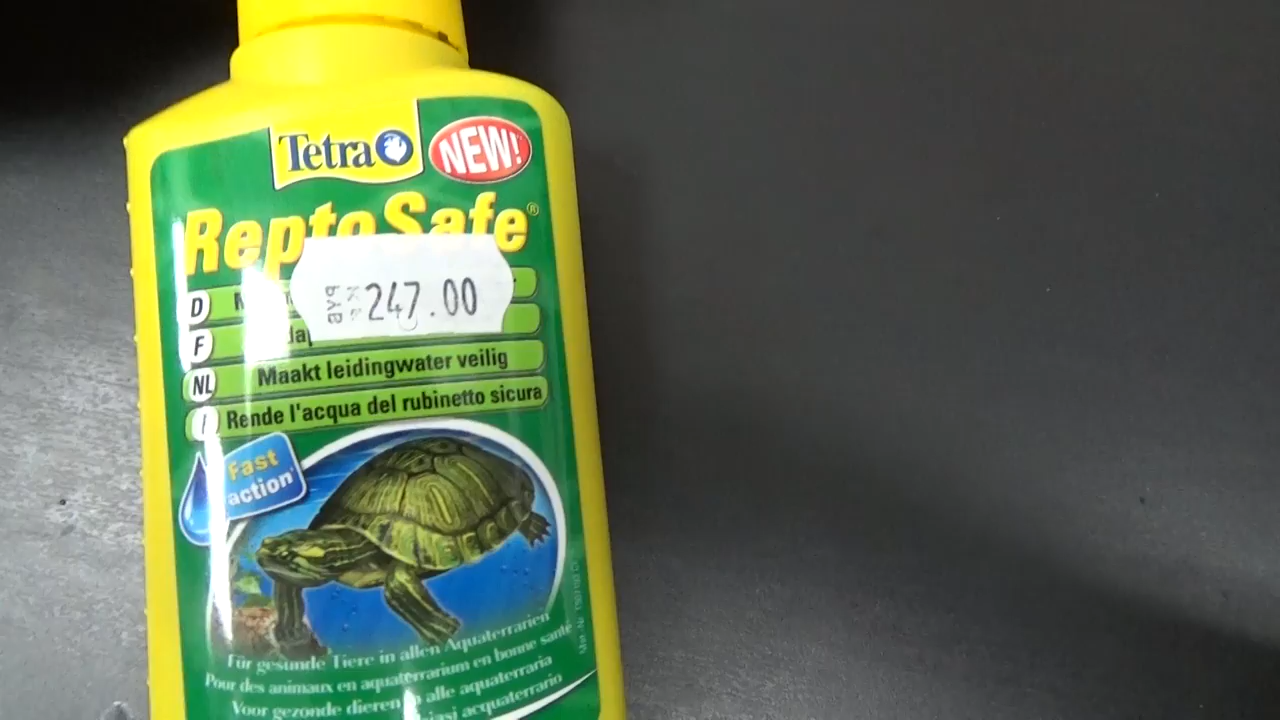 Tetra
NEW!
ReptoSafe®
247.00
D
F
NL Maakt leidingwater veilig
I Rende l'acqua del rubinetto sicura
Fast
action
Für gesunde Tiere in allen Aquaterrarien
Pour des animaux en aquaterrarium en bonne santé
Voor gezonde dieren in alle aquaterraria
acquaterrario